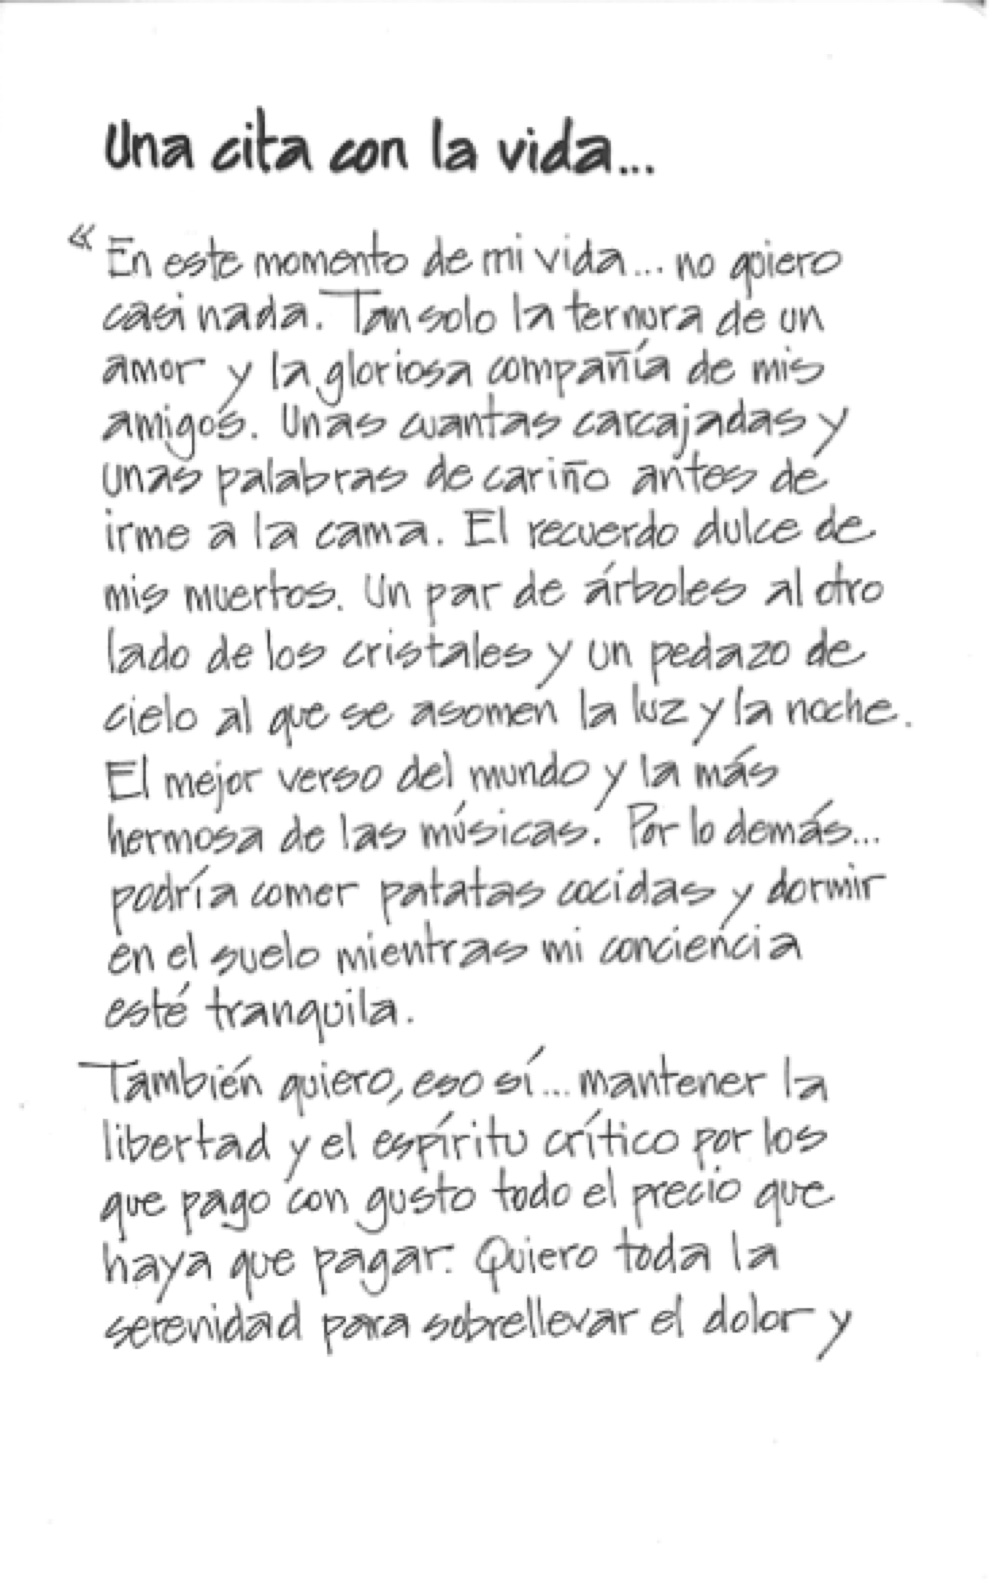 Una cita con la vida...
“En este momento de mi vida... no quiero
casi nada. Tan solo la ternura de un
amor y la gloriosa compañía de mis
amigos. Unas cuantas carcajadas y
unas palabras de cariño antes de
irme a la cama. El recuerdo dulce de
mis muertos. Un par de árboles al otro
lado de los cristales y un pedazo de
cielo al que se asomen la luz y la noche.
El mejor verso del mundo y la más
hermosa de las músicas. Por lo demás...
podría comer patatas cocidas y dormir
en el suelo mientras mi conciencia
esté tranquila.
También quiero, eso sí... mantener la
libertad y el espíritu crítico por los
que pago con gusto todo el precio que
haya que pagar. Quiero toda la
serenidad para sobrellevar el dolor y